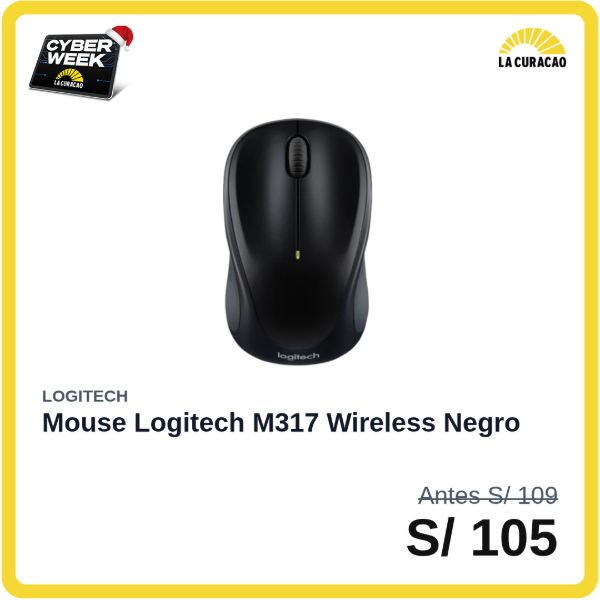 CYBER
WEEK
LA CURACAO
LA CURACAO
logitech
LOGITECH
Mouse Logitech M317 Wireless Negro
Antes S/ 109
S/ 105